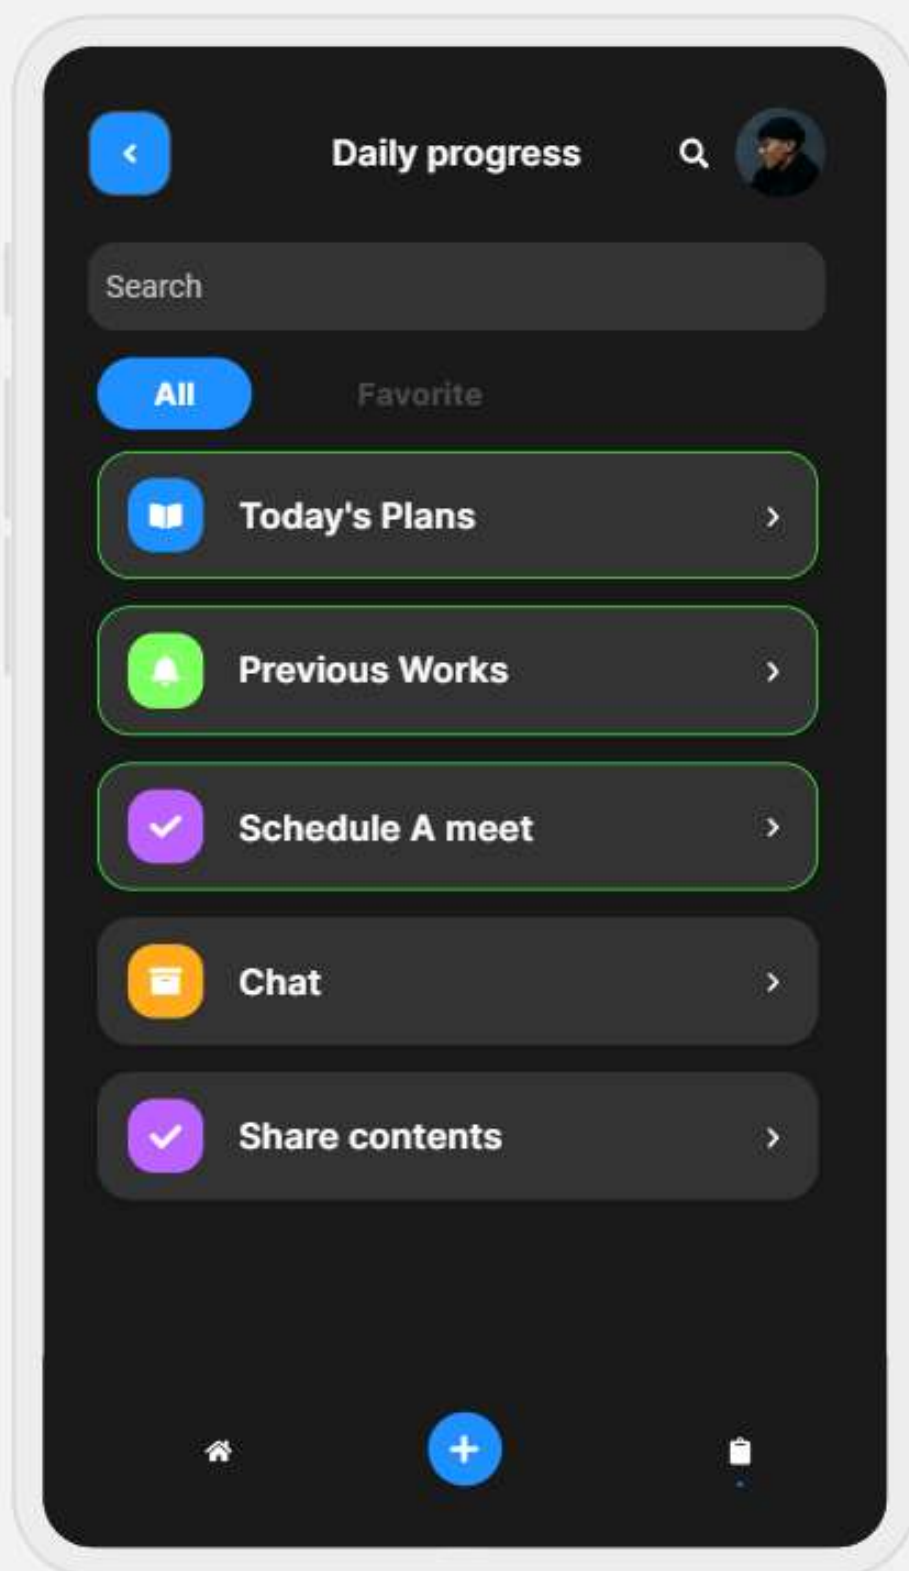 Daily progress
Search
All
Favorite
Today's Plans
Previous Works
Schedule A meet
Chat
Share contents